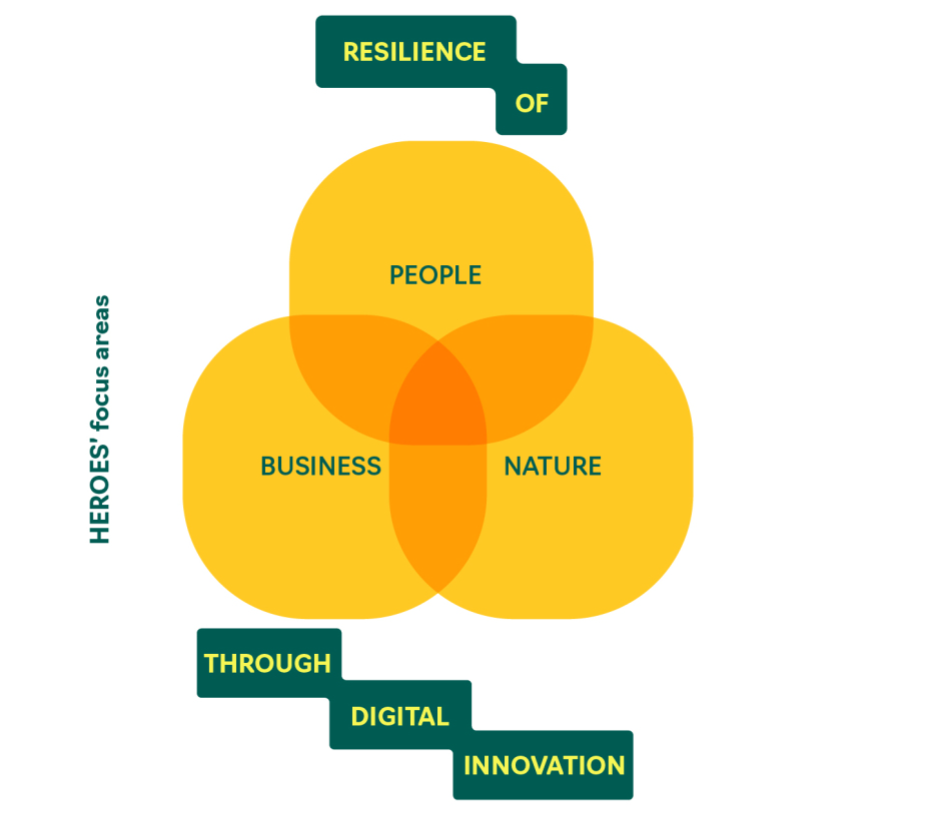 RESILIENCE
OF
PEOPLE
HEROES' focus areas
BUSINESS
NATURE
THROUGH
DIGITAL
INNOVATION